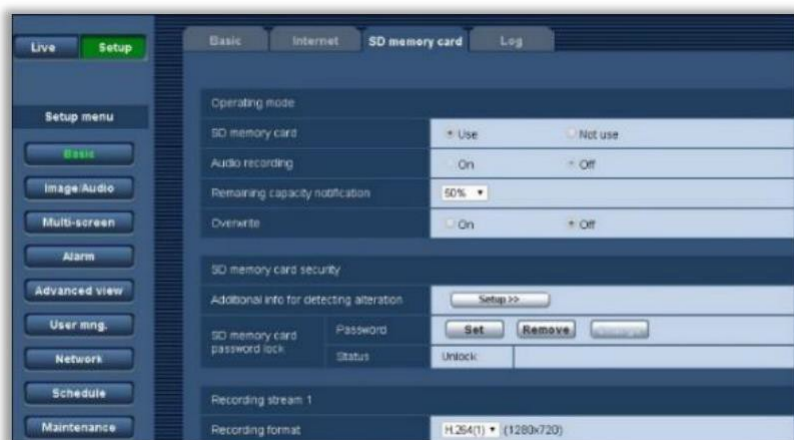 Live Setup
Basic Internet SD memory card Log
Setup menu
Basic
Image/Audio
Multi-screen
Alarm
Advanced view
User mng.
Network
Schedule
Maintenance
Operating mode
SD memory card Use Not use
Audio recording On Off
Remaining capacity notification 50%
Overwrite On Off
SD memory card security
Additional info for detecting alteration Setup >>
SD memory card password lock
Password Set Remove
Status Unlock
Recording stream 1
Recording format H.264(1) (1280x720)